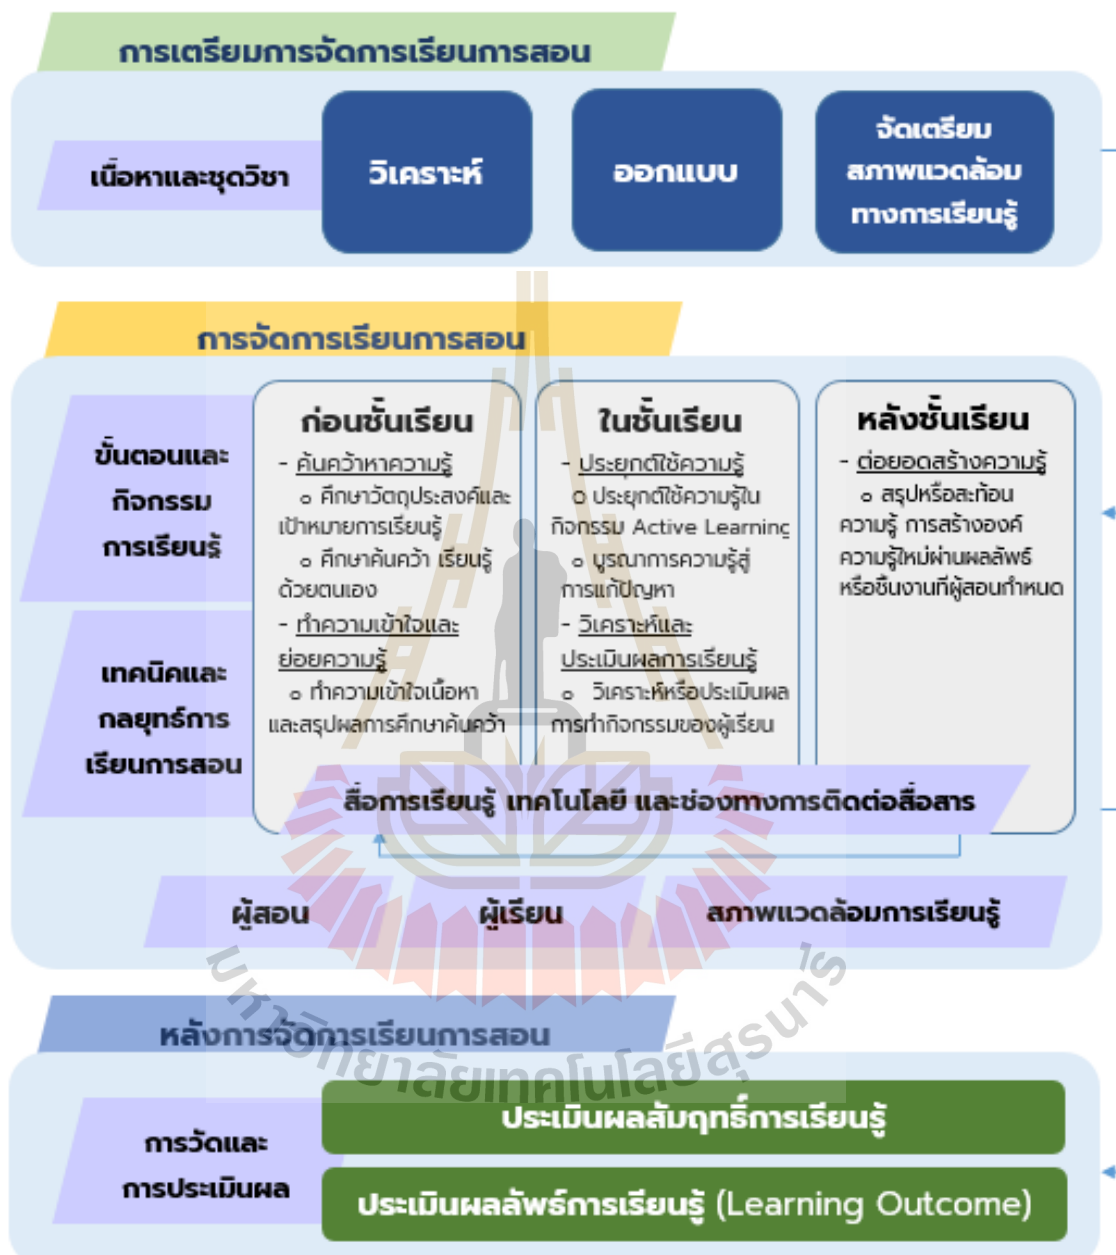 การเตรียมการจัดการเรียนการสอน
เนื้อหาและชุดวิชา
วิเคราะห์
ออกแบบ
จัดเตรียม
สภาพแวดล้อม
ทางการเรียนรู้
การจัดการเรียนการสอน
ขั้นตอนและ
กิจกรรม
การเรียนรู้
เทคนิคและ
กลยุทธ์การ
เรียนการสอน
ก่อนชั้นเรียน
- ค้นคว้าหาความรู้
o ศึกษาวัตถุประสงค์และ
เป้าหมายการเรียนรู้
o ศึกษาค้นคว้า เรียนรู้
ด้วยตนเอง
- ทำความเข้าใจและ
ย่อยความรู้
o ทำความเข้าใจเนื้อหา
และสรุปผลการศึกษาค้นคว้า
ในชั้นเรียน
- ประยุกต์ใช้ความรู้
o ประยุกต์ใช้ความรู้ใน
กิจกรรม Active Learning
o บูรณาการความรู้สู่
การแก้ปัญหา
- วิเคราะห์และ
ประเมินผลการเรียนรู้
o วิเคราะห์หรือประเมินผล
การทำกิจกรรมของผู้เรียน
หลังชั้นเรียน
- ต่อยอดสร้างความรู้
o สรุปหรือสะท้อน
ความรู้ การสร้างองค์
ความรู้ใหม่ผ่านผลลัพธ์
หรือชิ้นงานที่ผู้สอนกำหนด
สื่อการเรียนรู้ เทคโนโลยี และช่องทางการติดต่อสื่อสาร
ผู้สอน
ผู้เรียน
สภาพแวดล้อมการเรียนรู้
หลังการจัดการเรียนการสอน
มหาวิทยาลัยเทคโนโลยีสุรนารี
การวัดและ
การประเมินผล
ประเมินผลสัมฤทธิ์การเรียนรู้
ประเมินผลลัพธ์การเรียนรู้ (Learning Outcome)